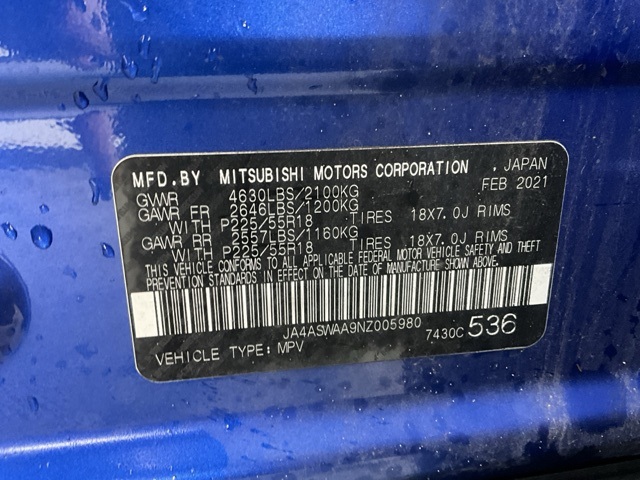 MFD.BY MITSUBISHI MOTORS CORPORATION , JAPAN
GVWR 4630LBS/2100KG FEB 2021
GAWR FR 2646LBS/1200KG
WITH P225/55R18 TIRES 18X7.0J RIMS
GAWR RR 2557LBS/1160KG
WITH P225/55R18 TIRES 18X7.0J RIMS
THIS VEHICLE CONFORMS TO ALL APPLICABLE FEDERAL MOTOR VEHICLE SAFETY AND THEFT
PREVENTION STANDARDS IN EFFECT ON THE DATE OF MANUFACTURE SHOWN ABOVE.
JA4ASWAA9NZ005980 7430C 536
VEHICLE TYPE: MPV